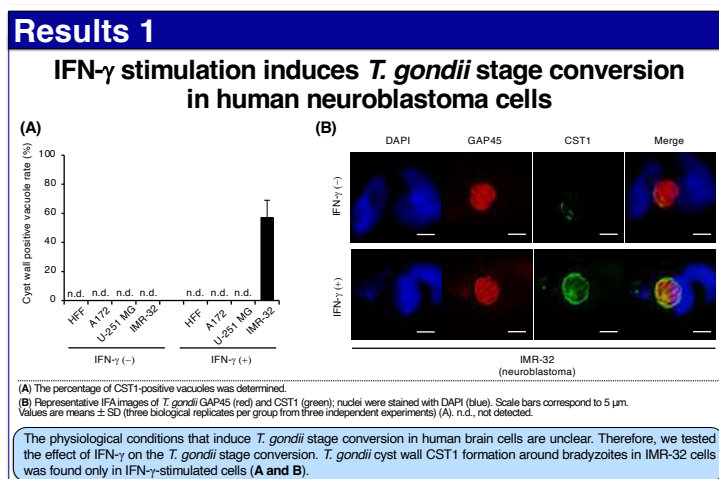 Results 1
IFN-γ stimulation induces T. gondii stage conversion
in human neuroblastoma cells
(A)
Cyst wall positive vacuole rate (%)
100
80
60
40
20
0
n.d. n.d. n.d. n.d. n.d. n.d. n.d.
HFF A172 U-251 MG IMR-32 HFF A172 U-251 MG IMR-32
IFN-γ (−) IFN-γ (+)
(B)
DAPI GAP45 CST1 Merge
IFN-γ (−)
IFN-γ (+)
IMR-32
(neuroblastoma)
(A) The percentage of CST1-positive vacuoles was determined.
(B) Representative IFA images of T. gondii GAP45 (red) and CST1 (green); nuclei were stained with DAPI (blue). Scale bars correspond to 5 μm.
Values are means ± SD (three biological replicates per group from three independent experiments) (A). n.d., not detected.
The physiological conditions that induce T. gondii stage conversion in human brain cells are unclear. Therefore, we tested
the effect of IFN-γ on the T. gondii stage conversion. T. gondii cyst wall CST1 formation around bradyzoites in IMR-32 cells
was found only in IFN-γ-stimulated cells (A and B).